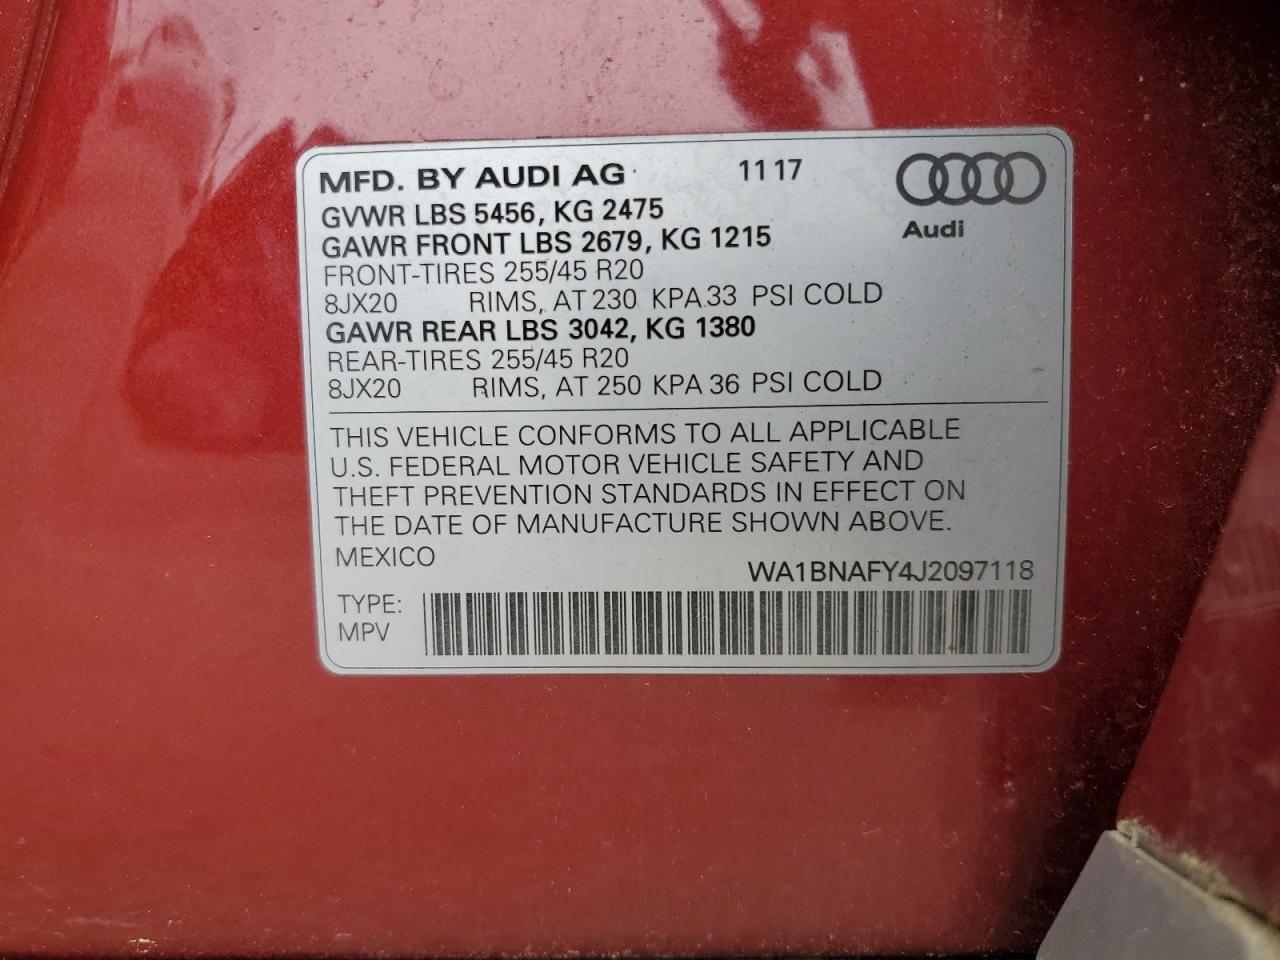 MFD. BY AUDI AG 11 17
Audi
GVWR LBS 5456, KG 2475
GAWR FRONT LBS 2679, KG 1215
FRONT-TIRES 255/45 R20
8JX20 RIMS, AT 230 KPA 33 PSI COLD
GAWR REAR LBS 3042, KG 1380
REAR-TIRES 255/45 R20
8JX20 RIMS, AT 250 KPA 36 PSI COLD
THIS VEHICLE CONFORMS TO ALL APPLICABLE
U.S. FEDERAL MOTOR VEHICLE SAFETY AND
THEFT PREVENTION STANDARDS IN EFFECT ON
THE DATE OF MANUFACTURE SHOWN ABOVE.
MEXICO
WA1BNAFY4J2097118
TYPE:
MPV